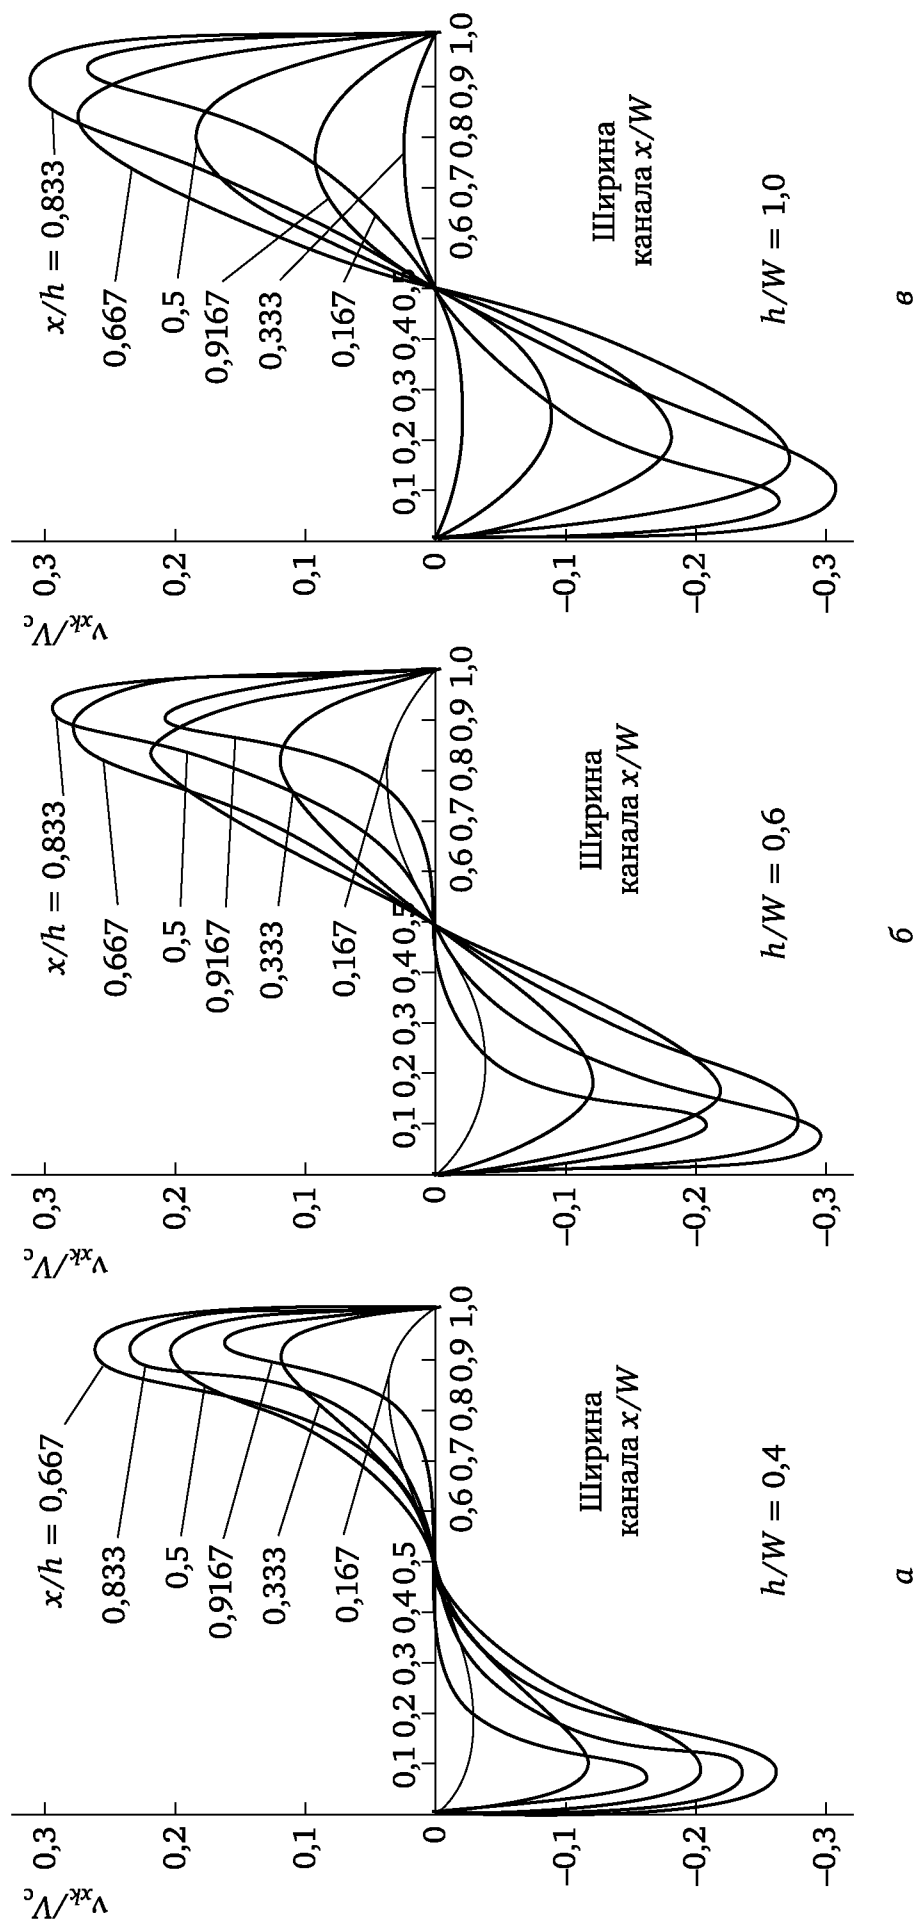 v_xk/V_c
0,3
0,2
0,1
0
–0,1
–0,2
–0,3
0,1 0,2 0,3 0,4 0,5
0,6 0,7 0,8 0,9 1,0
x/h = 0,667
0,833
0,5
0,9167
0,333
0,167
Ширина
канала x/W
h/W = 0,4
а
v_xk/V_c
0,3
0,2
0,1
0
–0,1
–0,2
–0,3
0,1 0,2 0,3 0,4 0,5
0,6 0,7 0,8 0,9 1,0
x/h = 0,833
0,667
0,5
0,9167
0,333
0,167
Ширина
канала x/W
h/W = 0,6
б
v_xk/V_c
0,3
0,2
0,1
0
–0,1
–0,2
–0,3
0,1 0,2 0,3 0,4 0,5
0,6 0,7 0,8 0,9 1,0
x/h = 0,833
0,667
0,5
0,9167
0,333
0,167
Ширина
канала x/W
h/W = 1,0
в